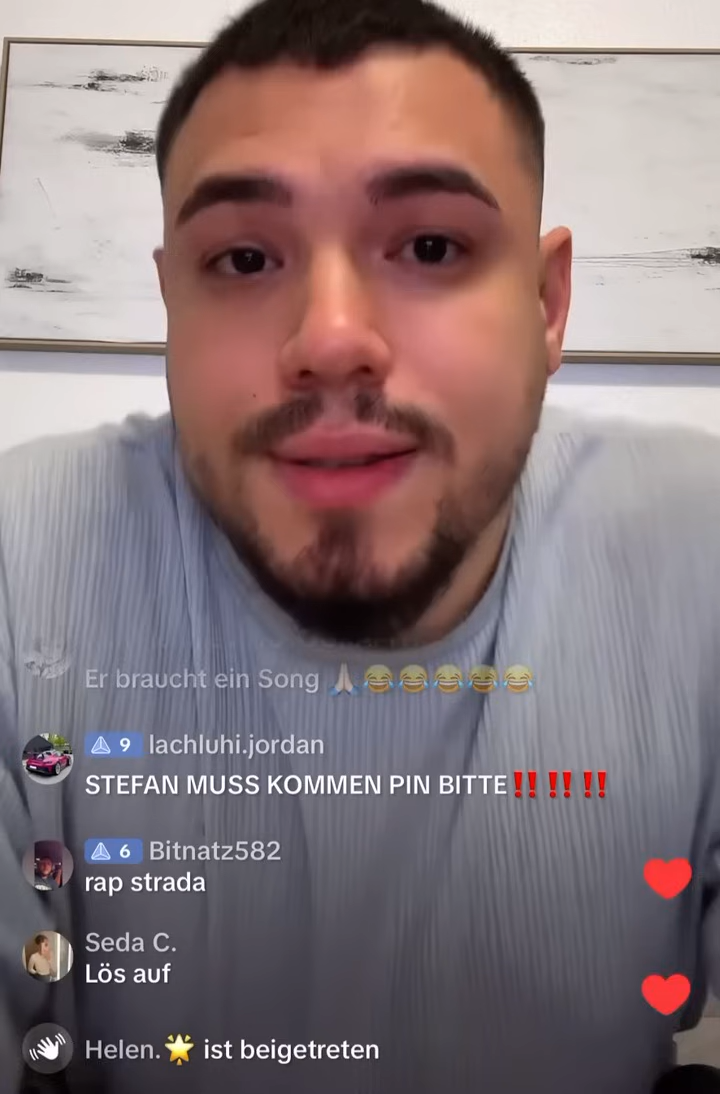 Er braucht ein Song 🙏🏻😂😂😂😂😂
9 lachluhi.jordan
STEFAN MUSS KOMMEN PIN BITTE‼️‼️‼️
6 Bitnatz582
rap strada
Seda C.
Lös auf
Helen.🌟 ist beigetreten